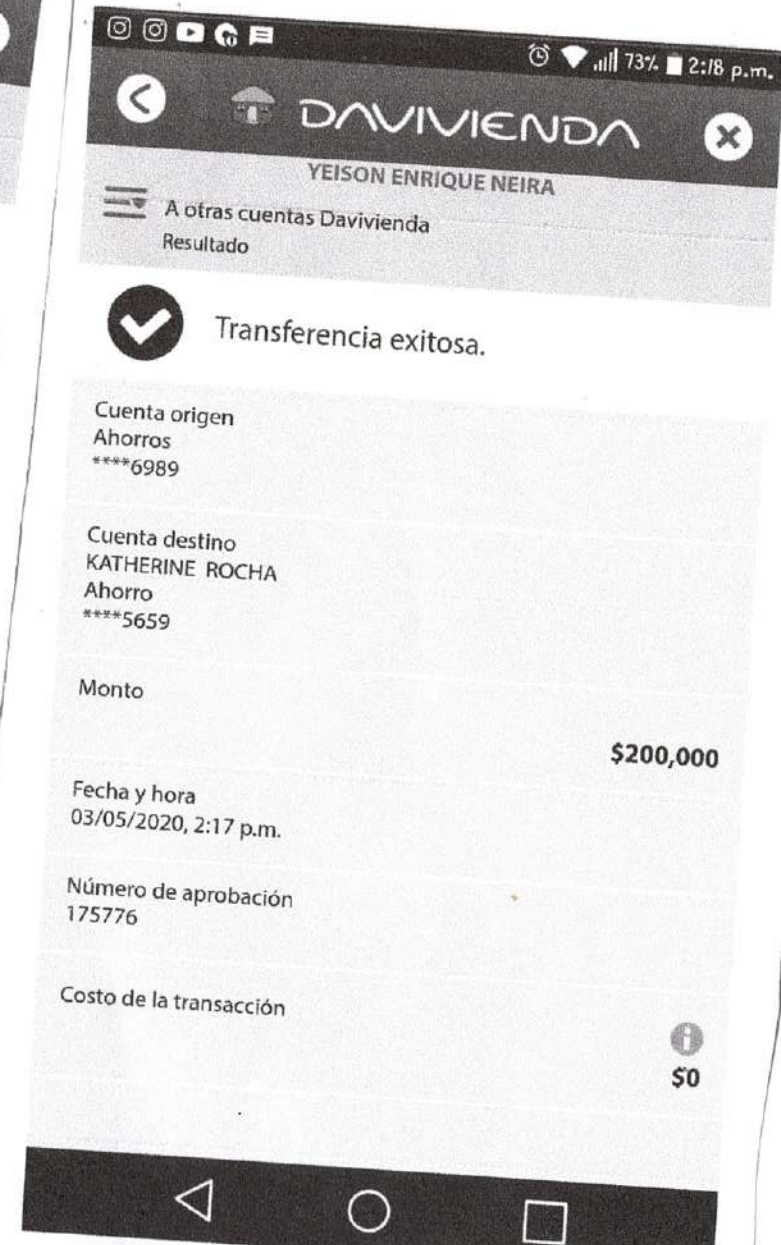 73% 2:18 p.m.
DAVIVIENDA
YEISON ENRIQUE NEIRA
A otras cuentas Davivienda
Resultado
Transferencia exitosa.
Cuenta origen
Ahorros
****6989
Cuenta destino
KATHERINE ROCHA
Ahorro
****5659
Monto
$200,000
Fecha y hora
03/05/2020, 2:17 p.m.
Número de aprobación
175776
Costo de la transacción
$0